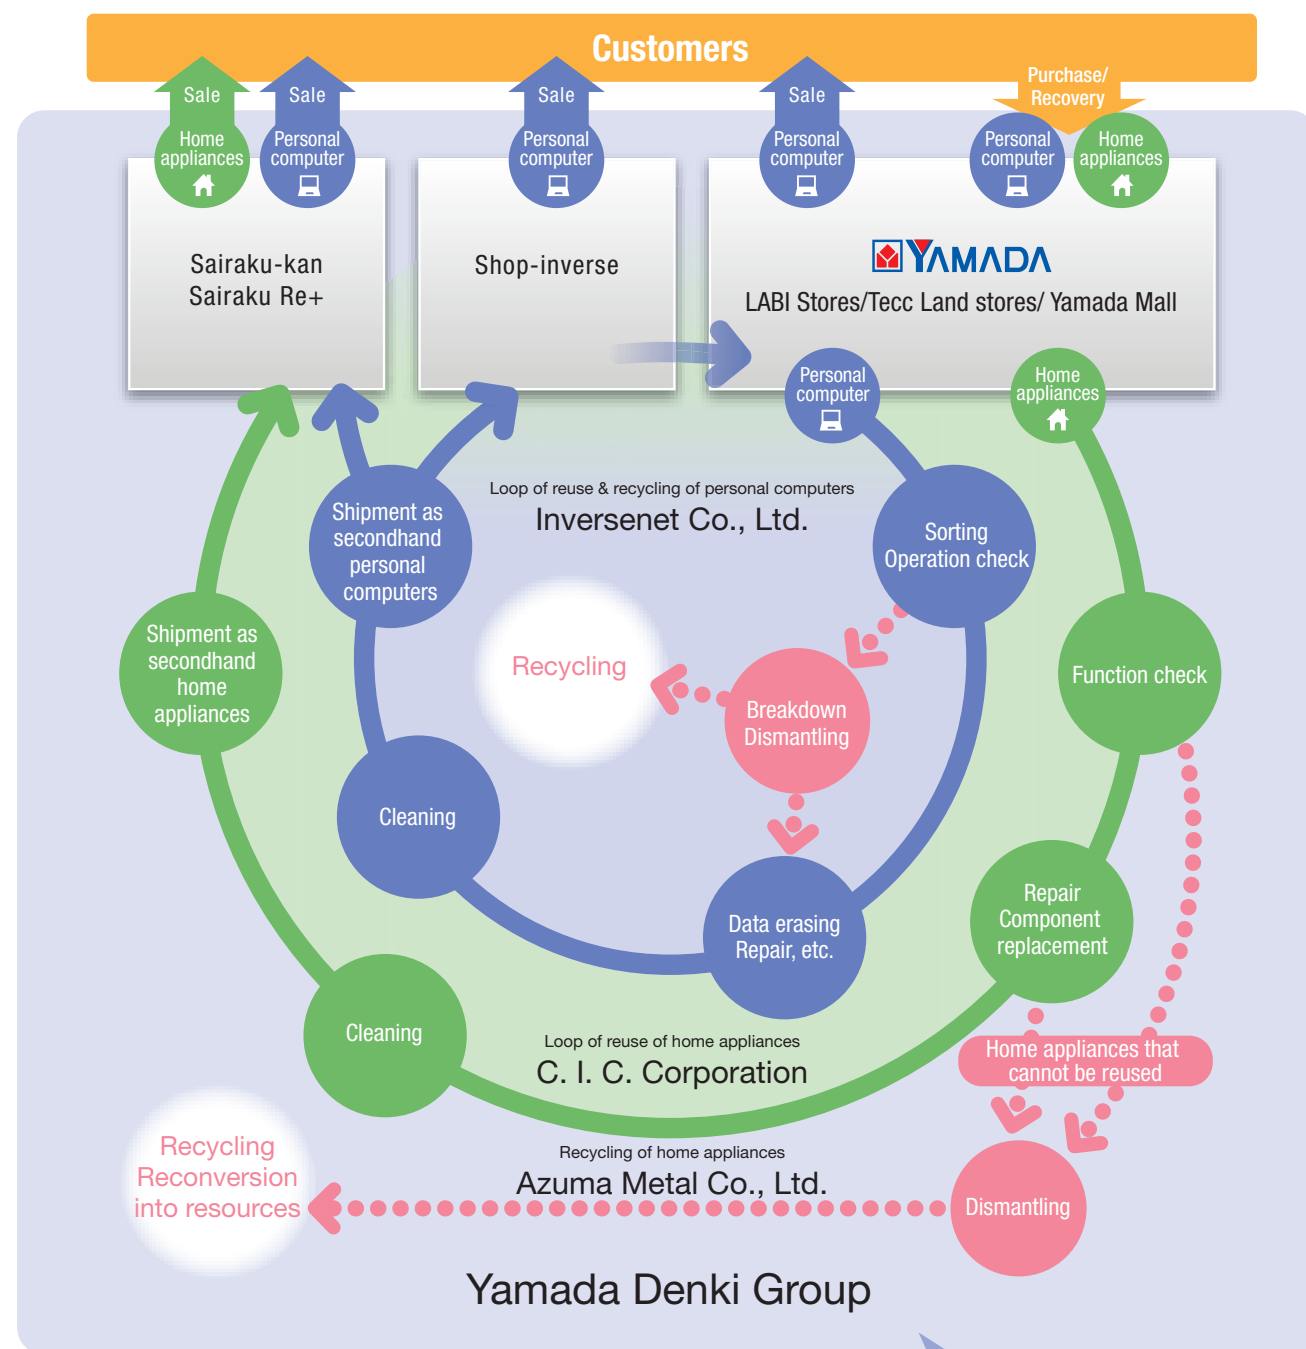 Customers
Sale
Sale
Sale
Sale
Purchase/
Recovery
Home
appliances
Personal
computer
Personal
computer
Personal
computer
Personal
computer
Home
appliances
Sairaku-kan
Sairaku Re+
Shop-inverse
YAMADA
LABI Stores/Tecc Land stores/ Yamada Mall
Personal
computer
Home
appliances
Loop of reuse & recycling of personal computers
Inversenet Co., Ltd.
Shipment as
secondhand
personal
computers
Sorting
Operation check
Shipment as
secondhand
home
appliances
Recycling
Breakdown
Dismantling
Function check
Cleaning
Data erasing
Repair, etc.
Repair
Component
replacement
Cleaning
Loop of reuse of home appliances
C. I. C. Corporation
Home appliances that
cannot be reused
Recycling
Reconversion
into resources
Recycling of home appliances
Azuma Metal Co., Ltd.
Dismantling
Yamada Denki Group